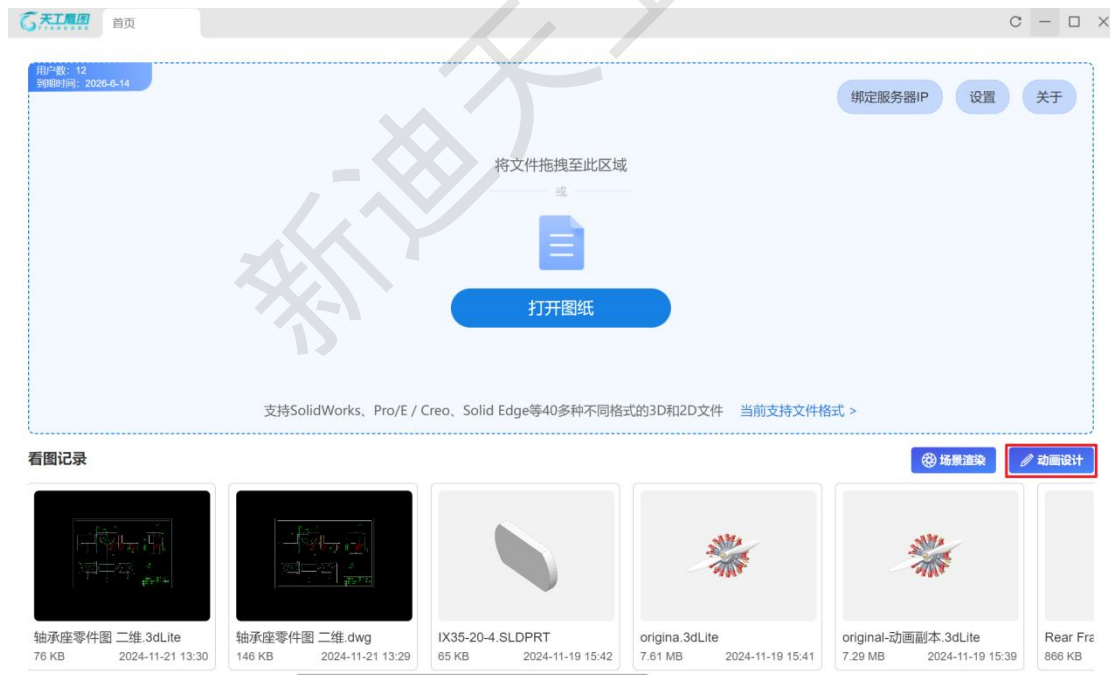 天工鹰图
TIANGONG
首页
用户数: 12
到期时间: 2026-6-14
绑定服务器IP
设置
关于
将文件拖拽至此区域
或
打开图纸
支持SolidWorks、Pro/E / Creo、Solid Edge等40多种不同格式的3D和2D文件 当前支持文件格式 >
看图记录
场景渲染
动画设计
轴承座零件图 二维.3dLite
76 KB 2024-11-21 13:30
轴承座零件图 二维.dwg
146 KB 2024-11-21 13:29
IX35-20-4.SLDPRT
65 KB 2024-11-19 15:42
origina.3dLite
7.61 MB 2024-11-19 15:41
original-动画副本.3dLite
7.29 MB 2024-11-19 15:39
Rear Fra
866 KB
新迪天工